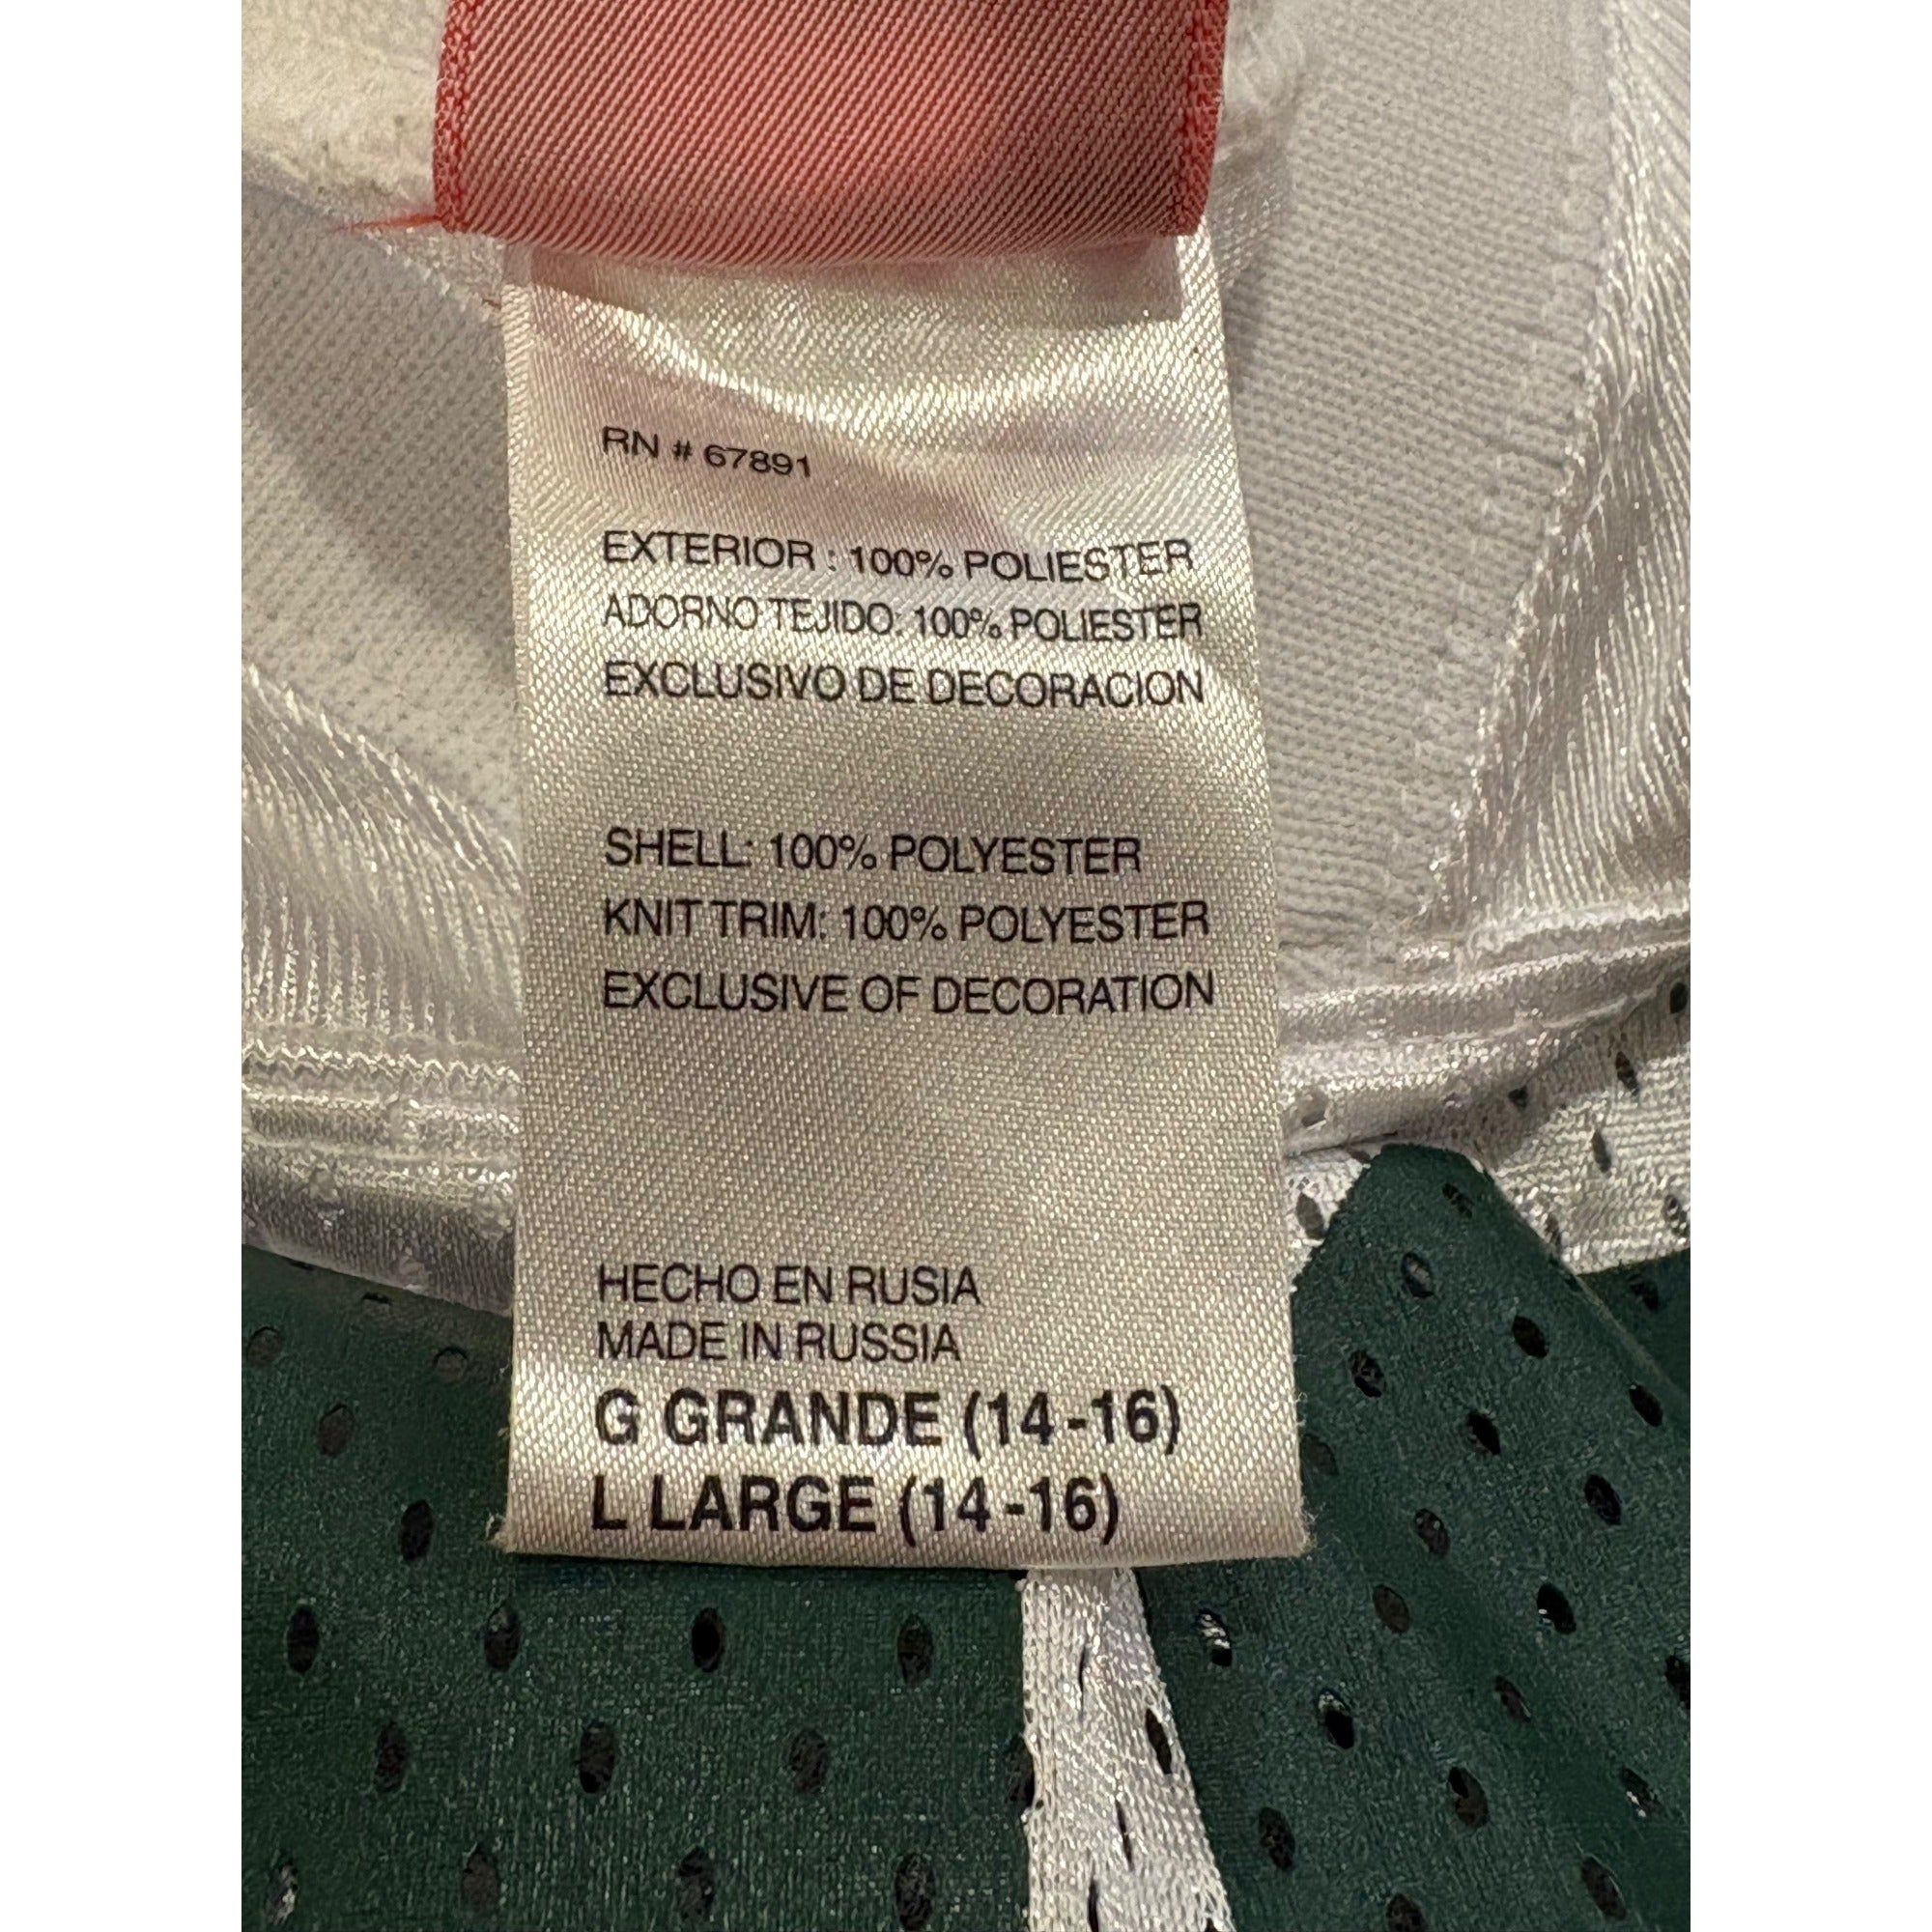 RN # 67891
EXTERIOR : 100% POLIESTER
ADORNO TEJIDO: 100% POLIESTER
EXCLUSIVO DE DECORACION
SHELL: 100% POLYESTER
KNIT TRIM: 100% POLYESTER
EXCLUSIVE OF DECORATION
HECHO EN RUSIA
MADE IN RUSSIA
G GRANDE (14-16)
L LARGE (14-16)